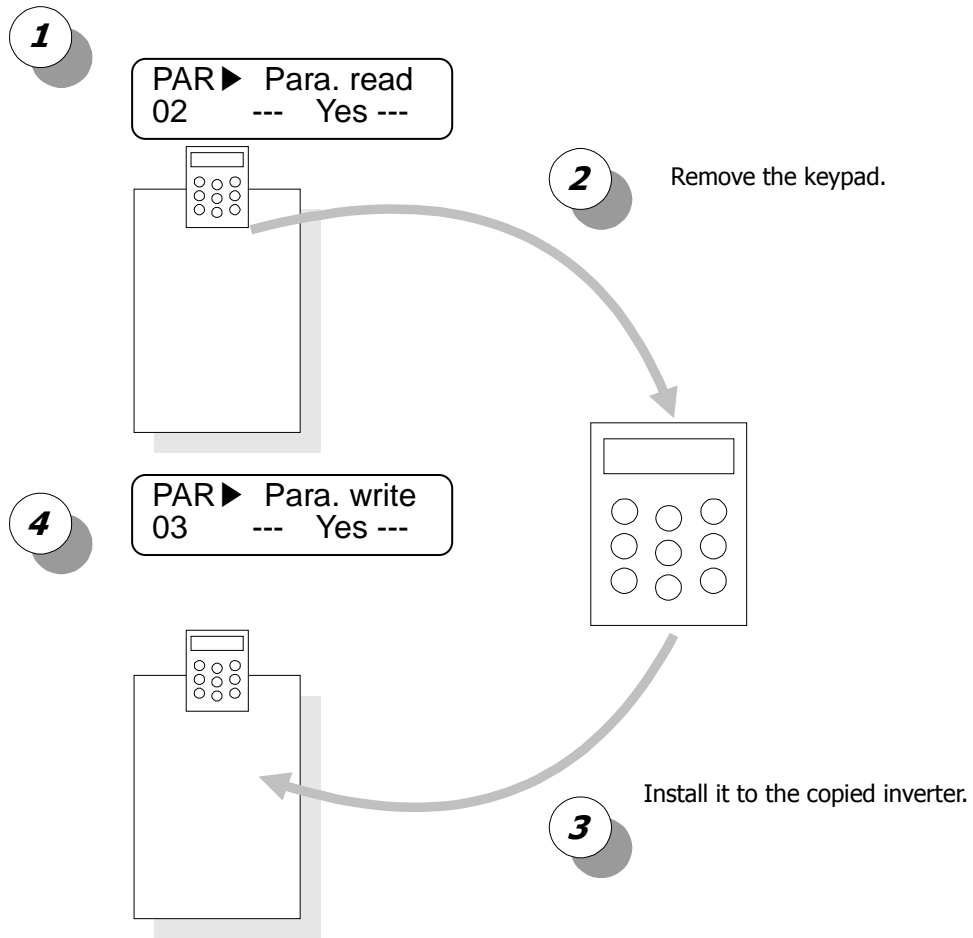 1
PAR▶ Para. read
02 --- Yes ---
2
Remove the keypad.
PAR▶ Para. write
03 --- Yes ---
4
Install it to the copied inverter.
3